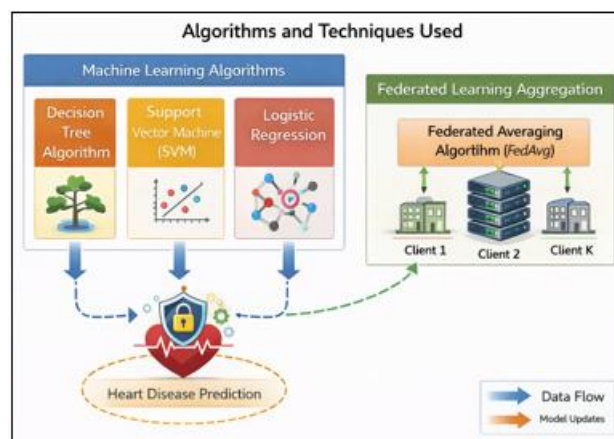 Algorithms and Techniques Used
Machine Learning Algorithms
Decision
Tree
Algorithm
Support
Vector Machine
(SVM)
Logistic
Regression
Federated Learning Aggregation
Federated Averaging
Algortihm (FedAvg)
Client 1
Client 2
Client K
Heart Disease Prediction
Data Flow
Model Updates